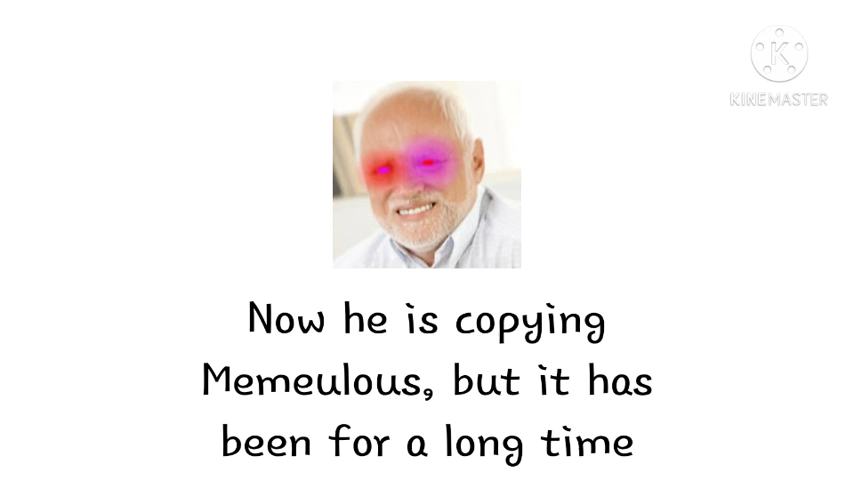 K
KINEMASTER
Now he is copying
Memeulous, but it has
been for a long time